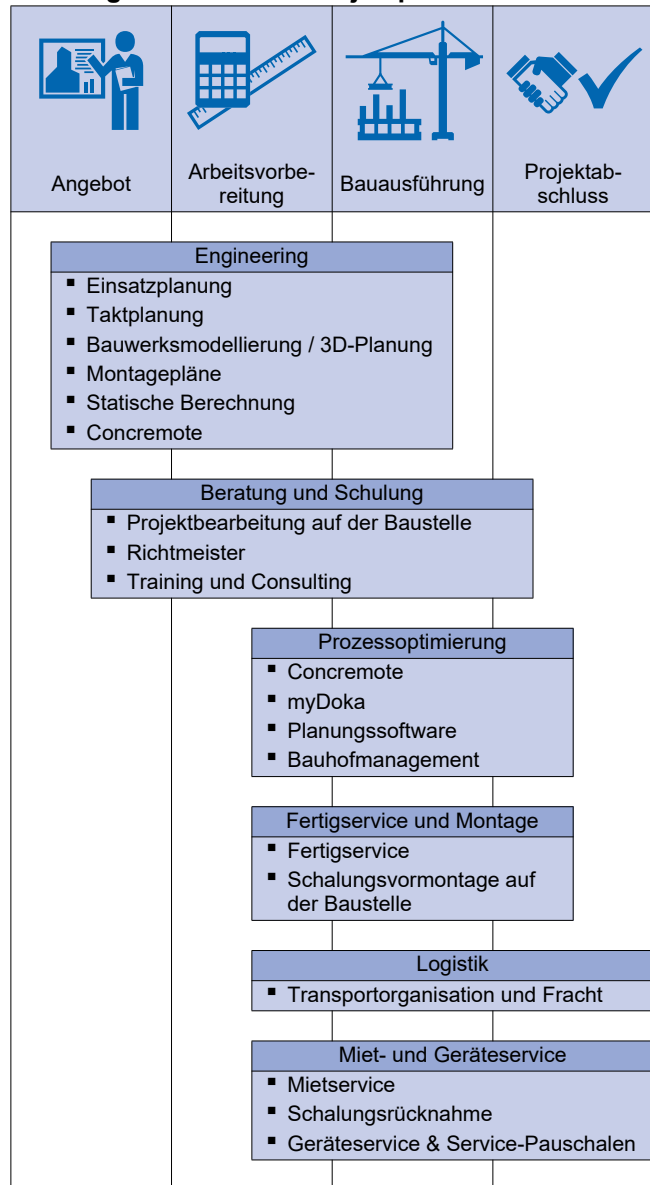 Angebot
Arbeitsvorbe-
reitung
Bauausführung
Projektab-
schluss
Engineering
▪ Einsatzplanung
▪ Taktplanung
▪ Bauwerksmodellierung / 3D-Planung
▪ Montagepläne
▪ Statische Berechnung
▪ Concremote
Beratung und Schulung
▪ Projektbearbeitung auf der Baustelle
▪ Richtmeister
▪ Training und Consulting
Prozessoptimierung
▪ Concremote
▪ myDoka
▪ Planungssoftware
▪ Bauhofmanagement
Fertigservice und Montage
▪ Fertigservice
▪ Schalungsvormontage auf
der Baustelle
Logistik
▪ Transportorganisation und Fracht
Miet- und Geräteservice
▪ Mietservice
▪ Schalungsrücknahme
▪ Geräteservice & Service-Pauschalen